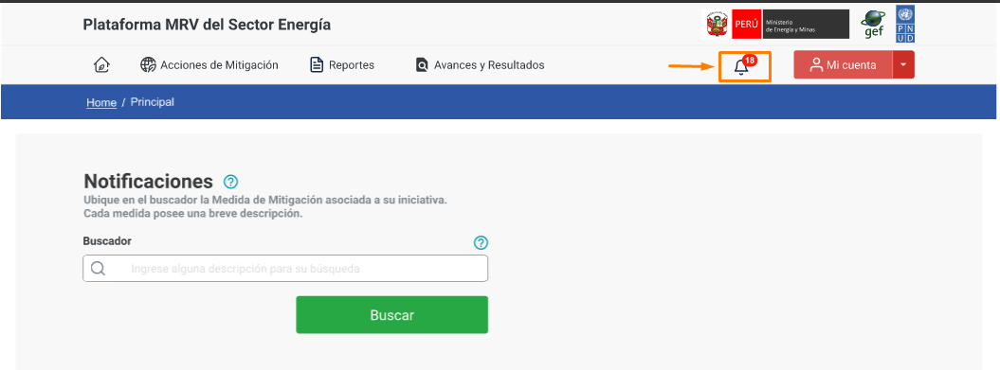 Plataforma MRV del Sector Energía
PERÚ
Ministerio
de Energía y Minas
gef
P N
U D
Acciones de Mitigación
Reportes
Avances y Resultados
18
Mi cuenta
Home / Principal
Notificaciones ?
Ubique en el buscador la Medida de Mitigación asociada a su iniciativa.
Cada medida posee una breve descripción.
Buscador ?
Ingrese alguna descripción para su búsqueda
Buscar